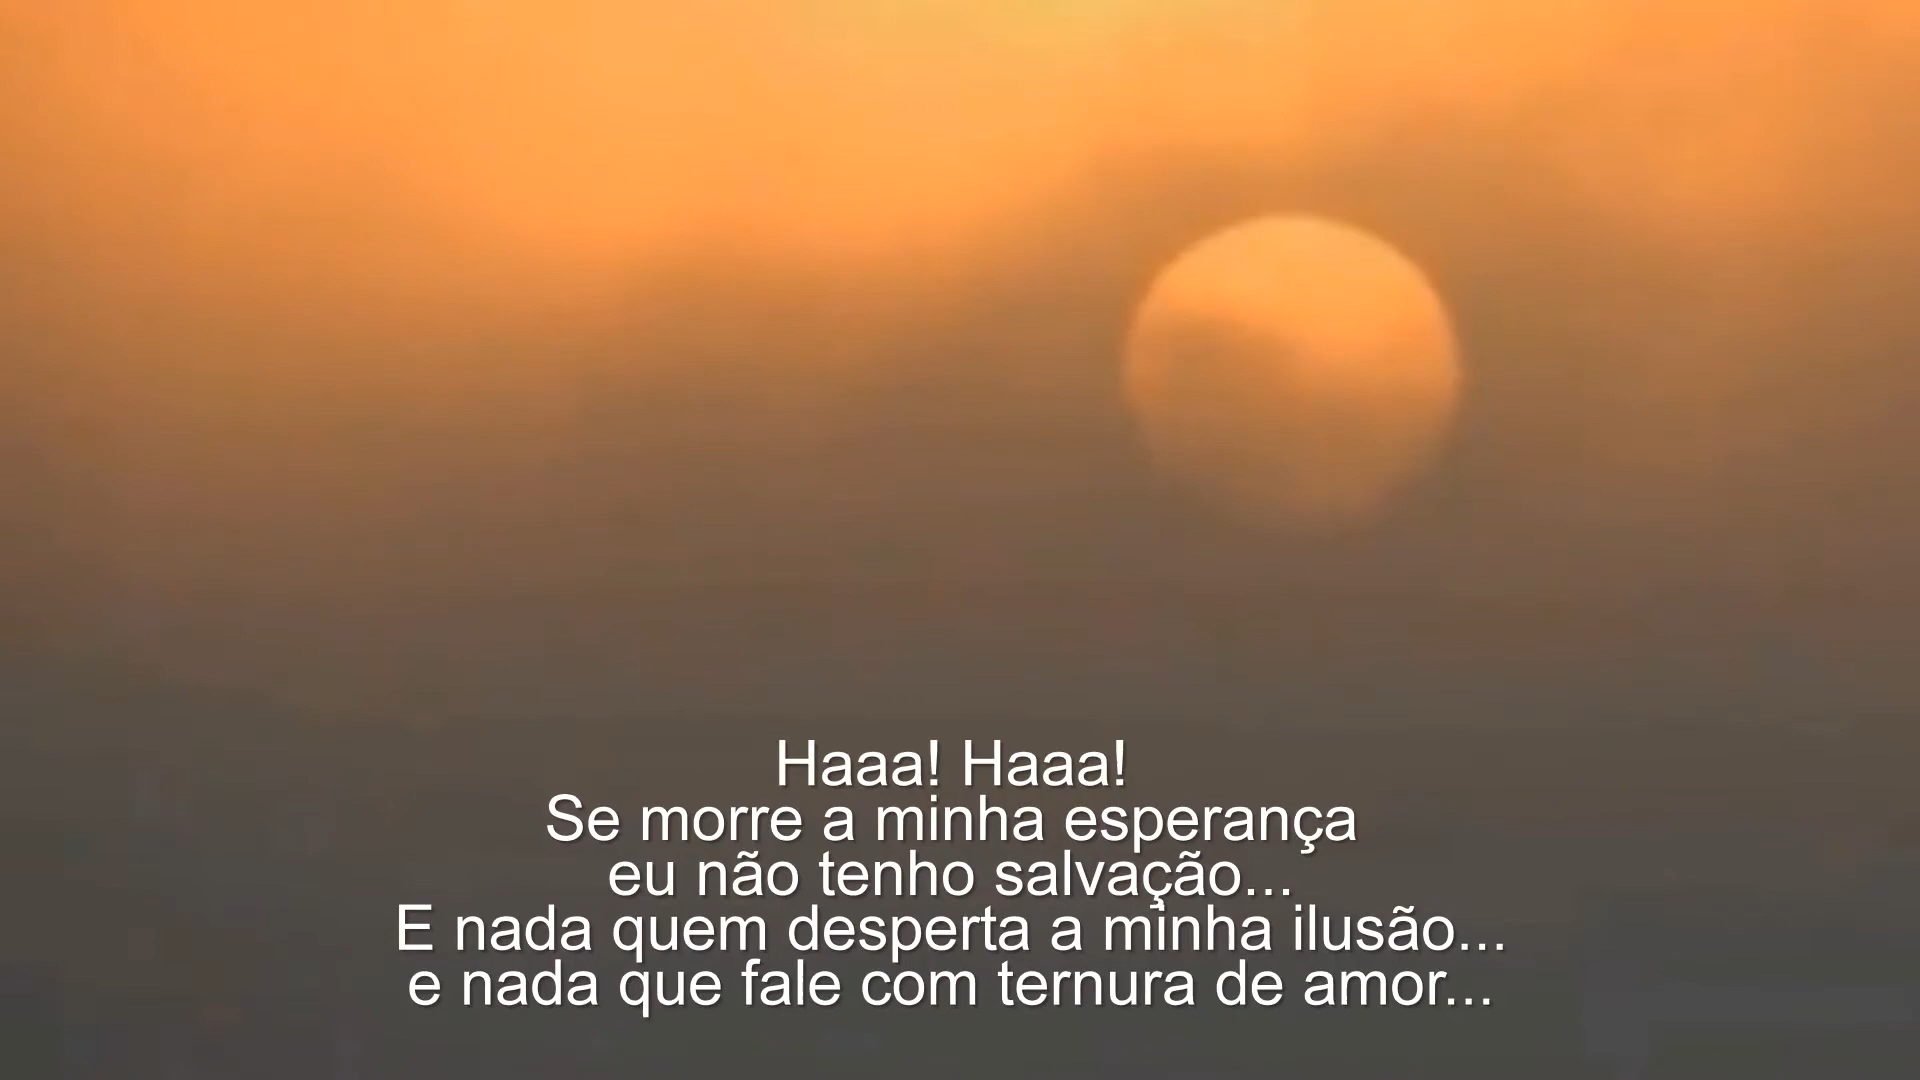 Haaa! Haaa!
Se morre a minha esperança
eu não tenho salvação...
E nada quem desperta a minha ilusão...
e nada que fale com ternura de amor...